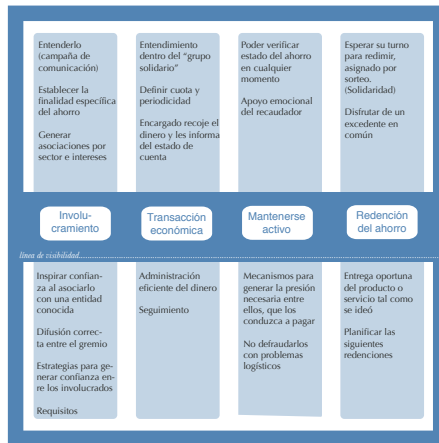 Entenderlo
(campaña de
comunicación)
Establecer la
finalidad específica
del ahorro
Generar
asociaciones por
sector e intereses
Entendimiento
dentro del “grupo
solidario”
Definir cuota y
periodicidad
Encargado recoje el
dinero y les informa
del estado de
cuenta
Poder verificar
estado del ahorro
en cualquier
momento
Apoyo emocional
del recaudador
Esperar su turno
para redimir,
asignado por
sorteo.
(Solidaridad)
Disfrutar de un
excedente en
común
Involu-
cramiento
Transacción
económica
Mantenerse
activo
Redención
del ahorro
línea de visibilidad
Inspirar confian-
za al asociarlo
con una entidad
conocida
Difusión correc-
ta entre el gremio
Estrategias para ge-
nerar confianza en-
re los involucrados
Requisitos
Administración
eficiente del dinero
Seguimiento
Mecanismos para
generar la presión
necesaria entre
ellos, que los
conduzca a pagar
No defraudarlos
con problemas
logísticos
Entrega oportuna
del producto o
servicio tal como
se ideó
Planificar las
siguientes
redenciones